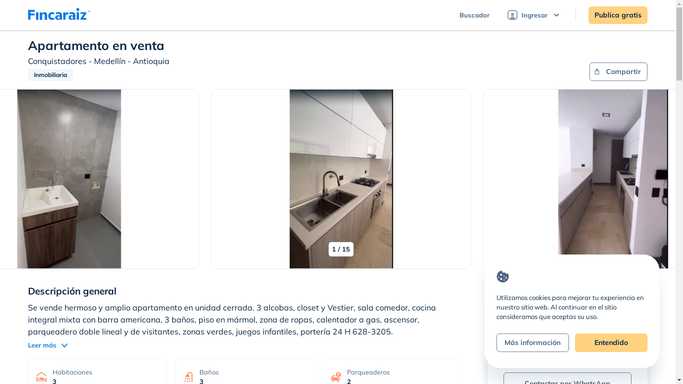 Fincaraiz
Buscador
Ingresar
Publica gratis
Apartamento en venta
Conquistadores - Medellín - Antioquia
Inmobiliaria
Compartir
1 / 15
Descripción general
Se vende hermoso y amplio apartamento en unidad cerrada. 3 alcobas, closet y Vestier, sala comedor, cocina
integral mixta con barra americana, 3 baños, piso en mármol, zona de ropas, calentador a gas, ascensor,
parqueadero doble lineal y de visitantes, zonas verdes, juegos infantiles, portería 24 H 628-3205.
Leer más
Habitaciones
3
Baños
3
Parqueaderos
2
Utilizamos cookies para mejorar tu experiencia en
nuestro sitio web. Al continuar en el sitio
consideramos que aceptas su uso.
Más información
Entendido
Contactar por WhatsApp